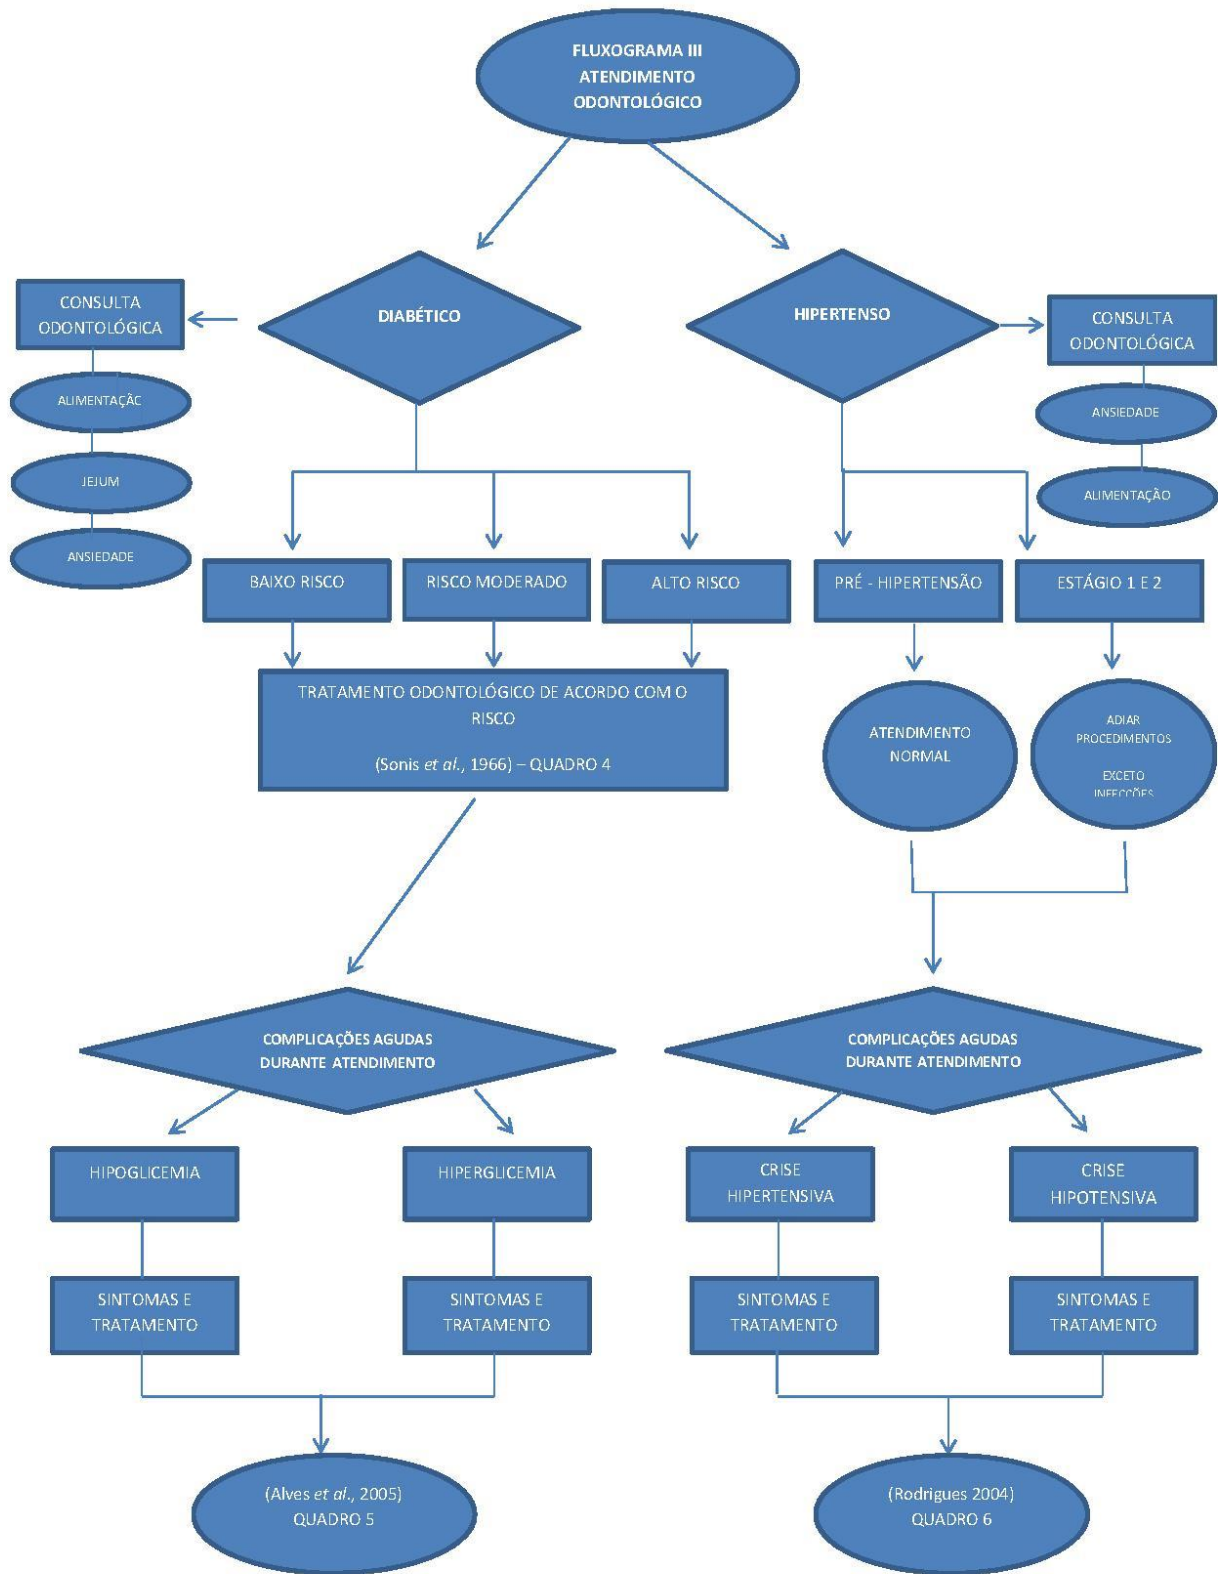 FLUXOGRAMA III
ATENDIMENTO
ODONTOLÓGICO
DIABÉTICO
HIPERTENSO
CONSULTA
ODONTOLÓGICA
ALIMENTAÇÃC
JEJUM
ANSIEDADE
CONSULTA
ODONTOLÓGICA
ANSIEDADE
ALIMENTAÇÃO
BAIXO RISCO
RISCO MODERADO
ALTO RISCO
PRÉ - HIPERTENSÃO
ESTÁGIO 1 E 2
TRATAMENTO ODONTOLÓGICO DE ACORDO COM O
RISCO
(Sonis et al., 1966) – QUADRO 4
ATENDIMENTO
NORMAL
ADIAR
PROCEDIMENTOS
EXCETO
INFECÇÕES
COMPLICAÇÕES AGUDAS
DURANTE ATENDIMENTO
COMPLICAÇÕES AGUDAS
DURANTE ATENDIMENTO
HIPOGLICEMIA
HIPERGLICEMIA
CRISE
HIPERTENSIVA
CRISE
HIPOTENSIVA
SINTOMAS E
TRATAMENTO
SINTOMAS E
TRATAMENTO
SINTOMAS E
TRATAMENTO
SINTOMAS E
TRATAMENTO
(Alves et al., 2005)
QUADRO 5
(Rodrigues 2004)
QUADRO 6